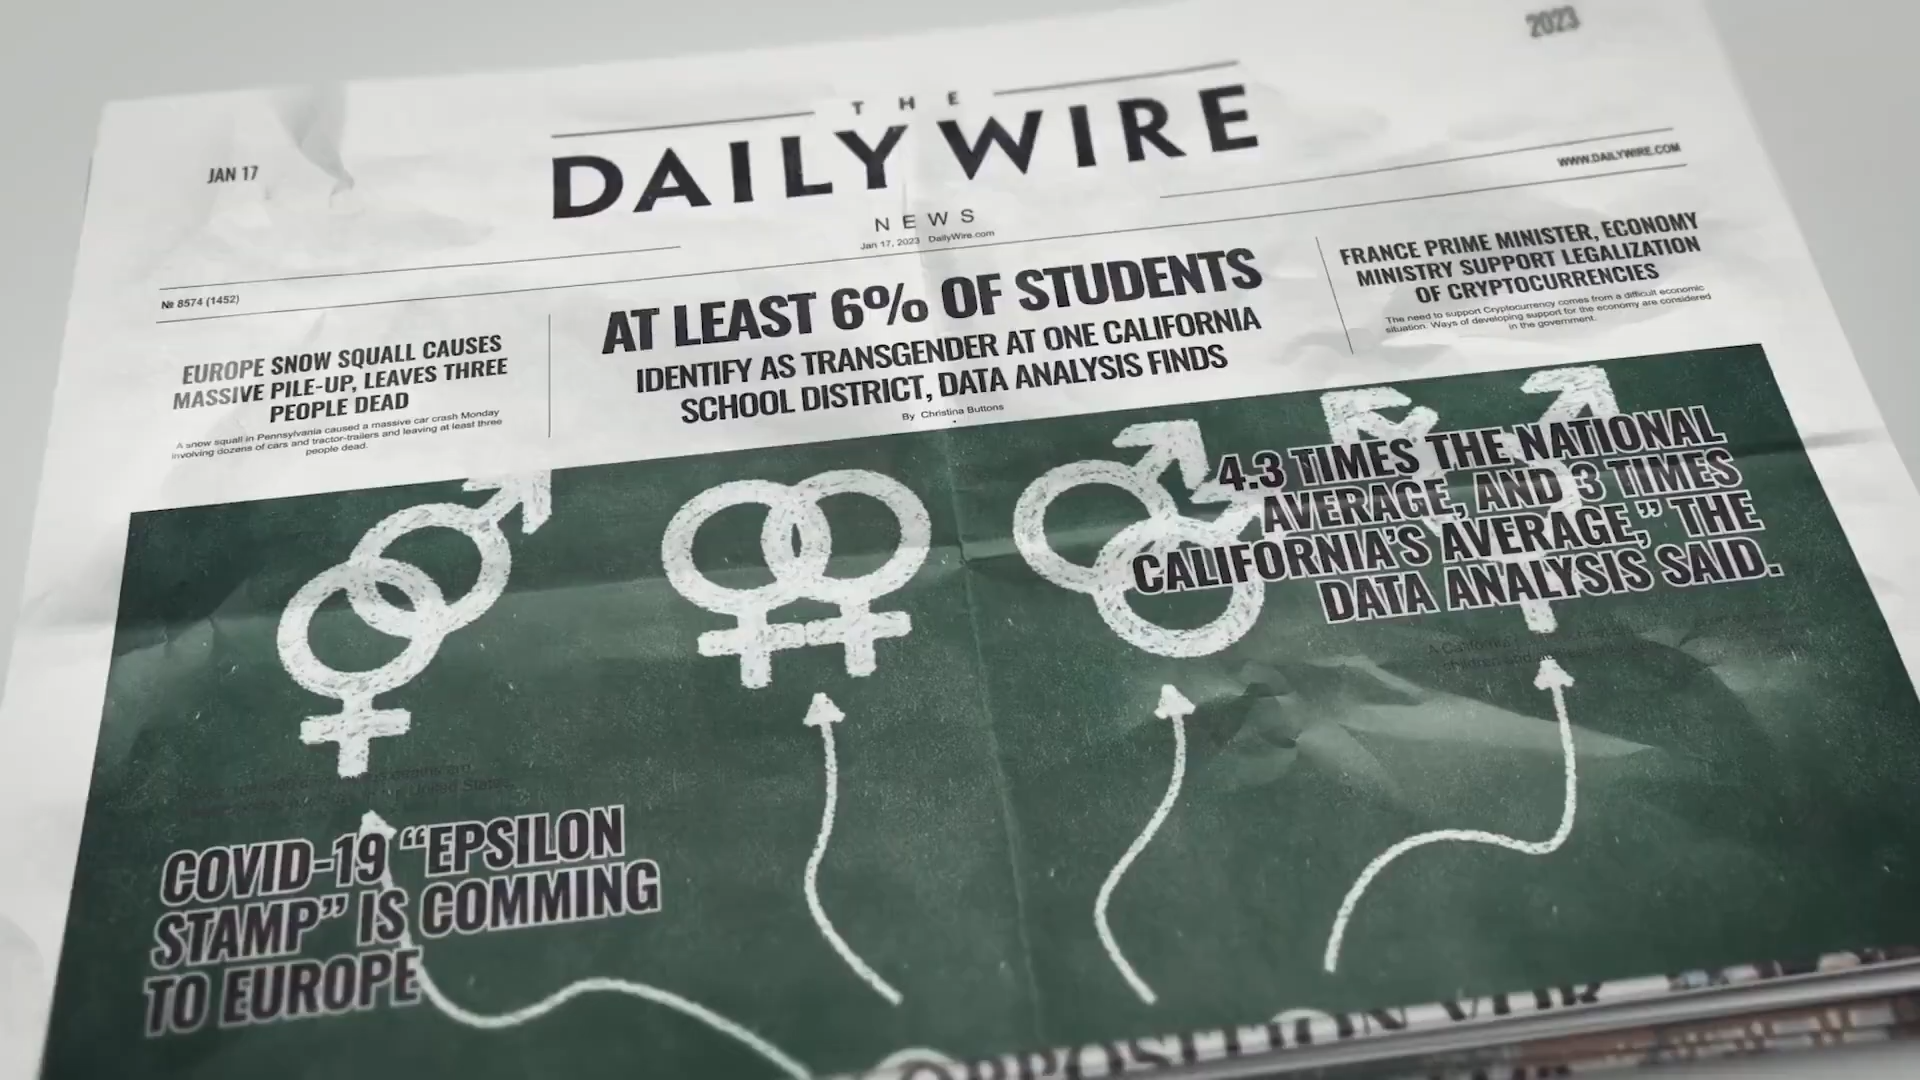 2023
THE
DAILY WIRE
JAN 17
WWW.DAILYWIRE.COM
NEWS
Jan 17, 2023 DailyWire.com
№ 8574 (1452)
EUROPE SNOW SQUALL CAUSES
MASSIVE PILE-UP, LEAVES THREE
PEOPLE DEAD
A snow squall in Pennsylvania caused a massive car crash Monday
involving dozens of cars and tractor-trailers and leaving at least three
people dead.
AT LEAST 6% OF STUDENTS
IDENTIFY AS TRANSGENDER AT ONE CALIFORNIA
SCHOOL DISTRICT, DATA ANALYSIS FINDS
By Christina Buttons
FRANCE PRIME MINISTER, ECONOMY
MINISTRY SUPPORT LEGALIZATION
OF CRYPTOCURRENCIES
The need to support Cryptocurrency comes from a difficult economic
situation. Ways of developing support for the economy are considered
in the government.
4.3 TIMES THE NATIONAL
AVERAGE, AND 3 TIMES
CALIFORNIA'S AVERAGE,” THE
DATA ANALYSIS SAID.
A California
children
United States
COVID-19 “EPSILON
STAMP” IS COMMING
TO EUROPE
OPPOSITION